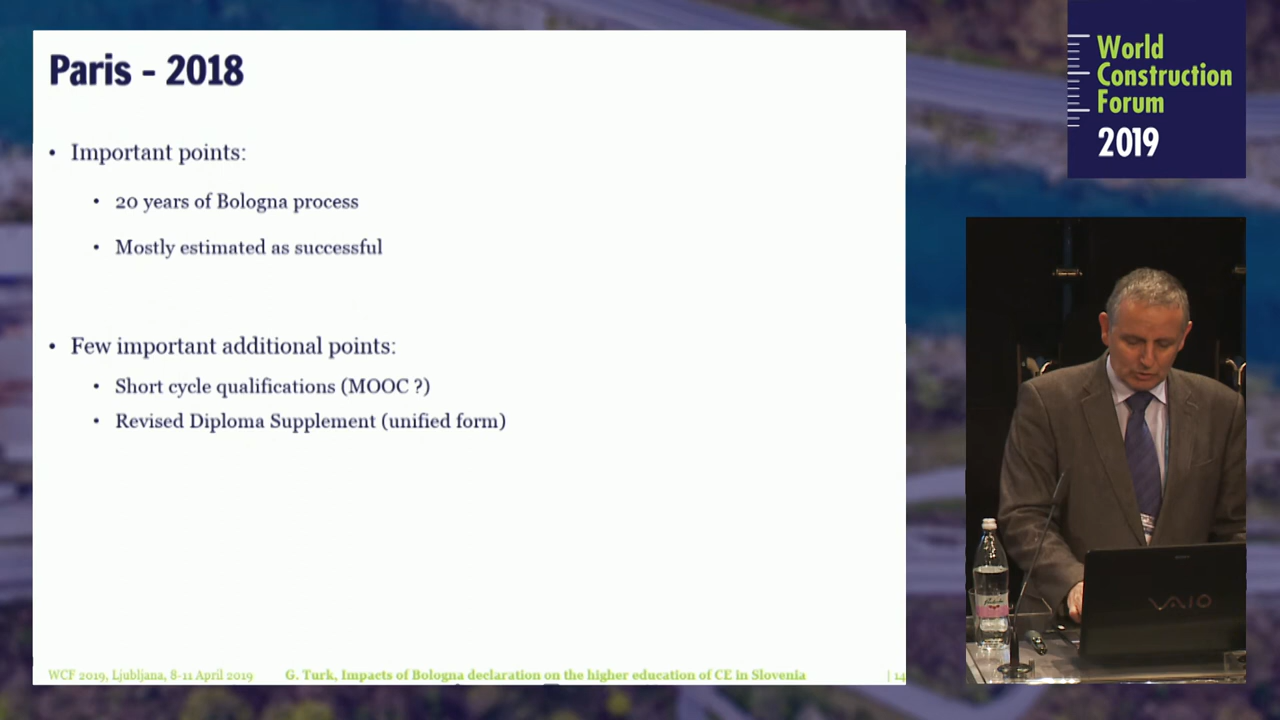 Paris - 2018
• Important points:
• 20 years of Bologna process
• Mostly estimated as successful
• Few important additional points:
• Short cycle qualifications (MOOC ?)
• Revised Diploma Supplement (unified form)
WCF 2019, Ljubljana, 8-11 April 2019
G. Turk, Impacts of Bologna declaration on the higher education of CE in Slovenia
| 14
World
Construction
Forum
2019
VAIO